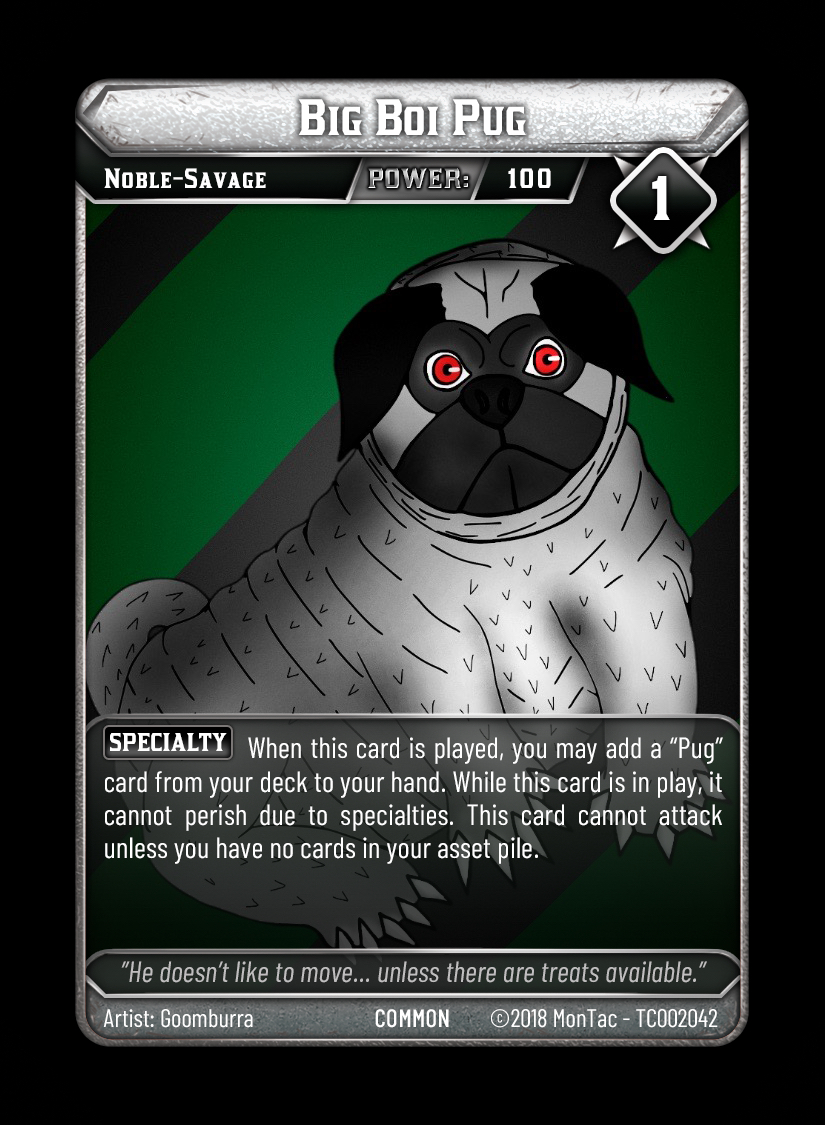 Big Boi Pug
Noble-Savage
POWER: 100
1
SPECIALTY When this card is played, you may add a “Pug”
card from your deck to your hand. While this card is in play, it
cannot perish due to specialties. This card cannot attack
unless you have no cards in your asset pile.
“He doesn’t like to move... unless there are treats available.”
Artist: Goomburra COMMON ©2018 MonTac - TC002042